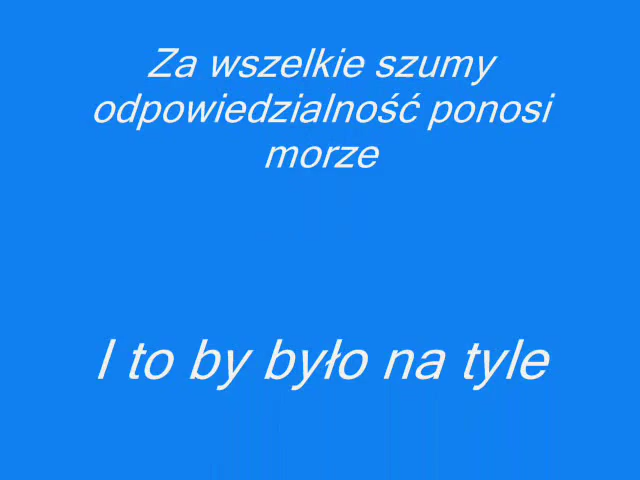 Za wszelkie szumy
odpowiedzialność ponosi
morze
I to by było na tyle